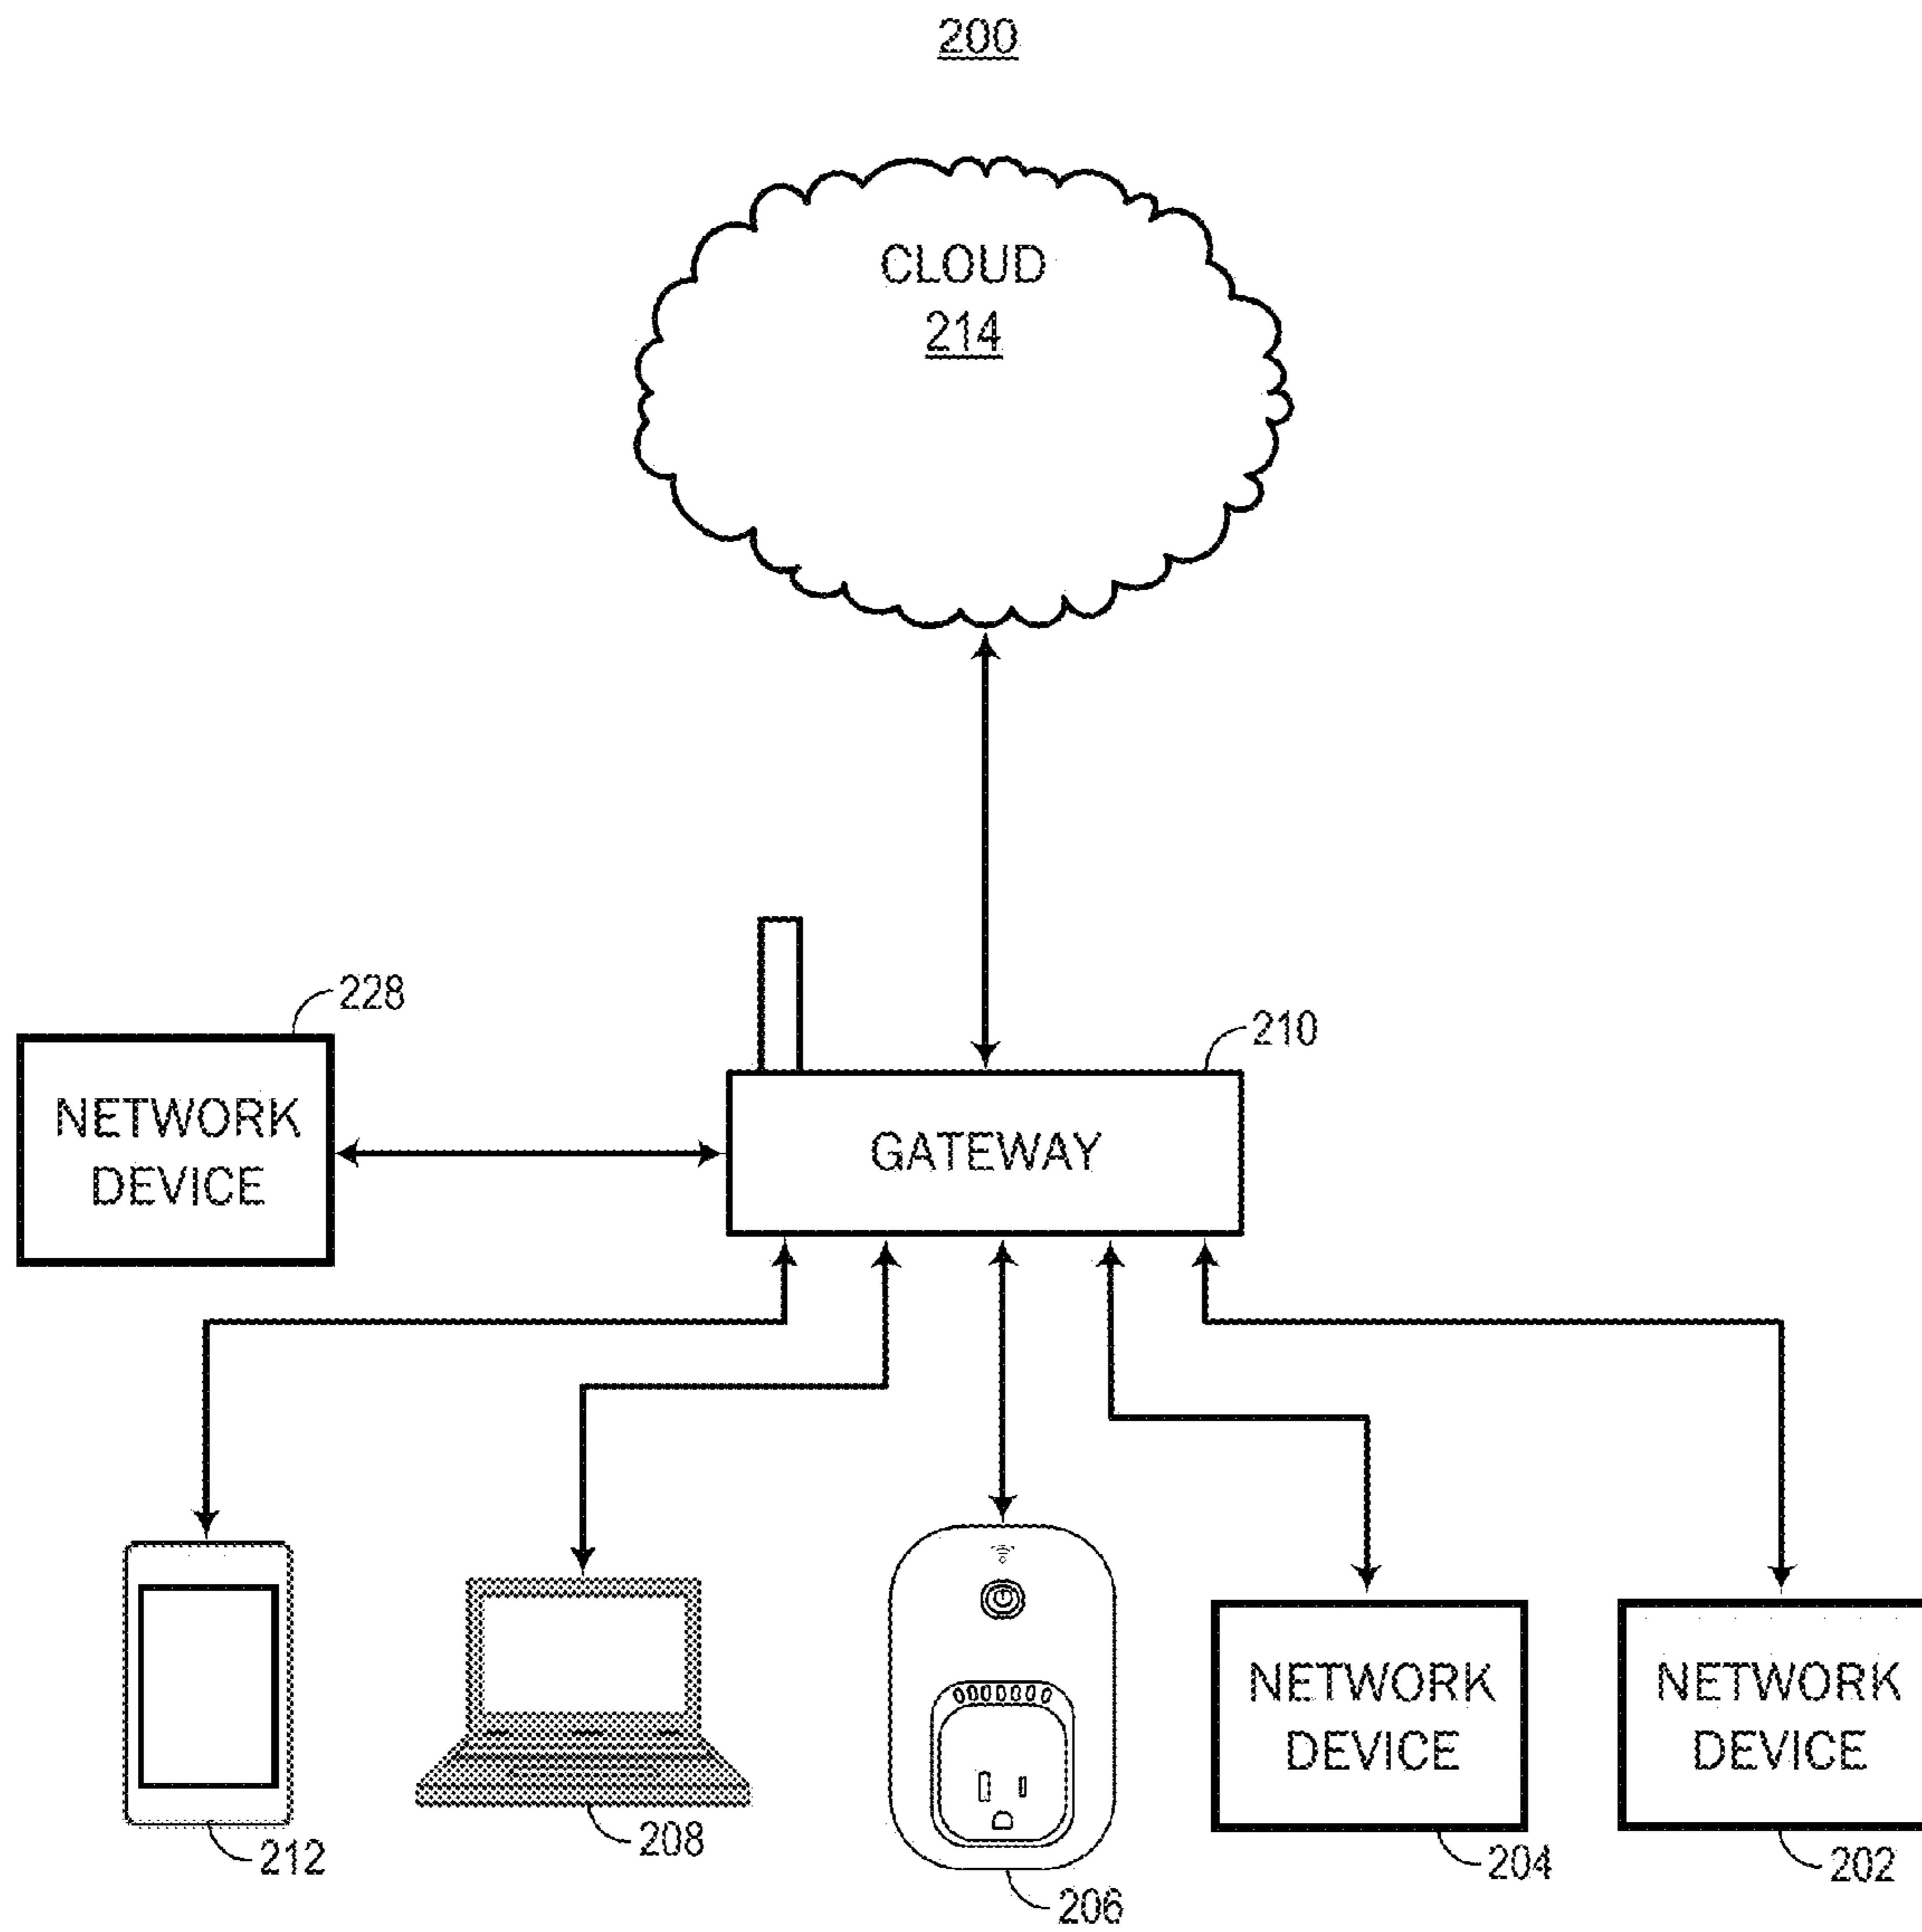 200
CLOUD
214
228
210
NETWORK
DEVICE
GATEWAY
NETWORK
DEVICE
NETWORK
DEVICE
212
208
206
204
202